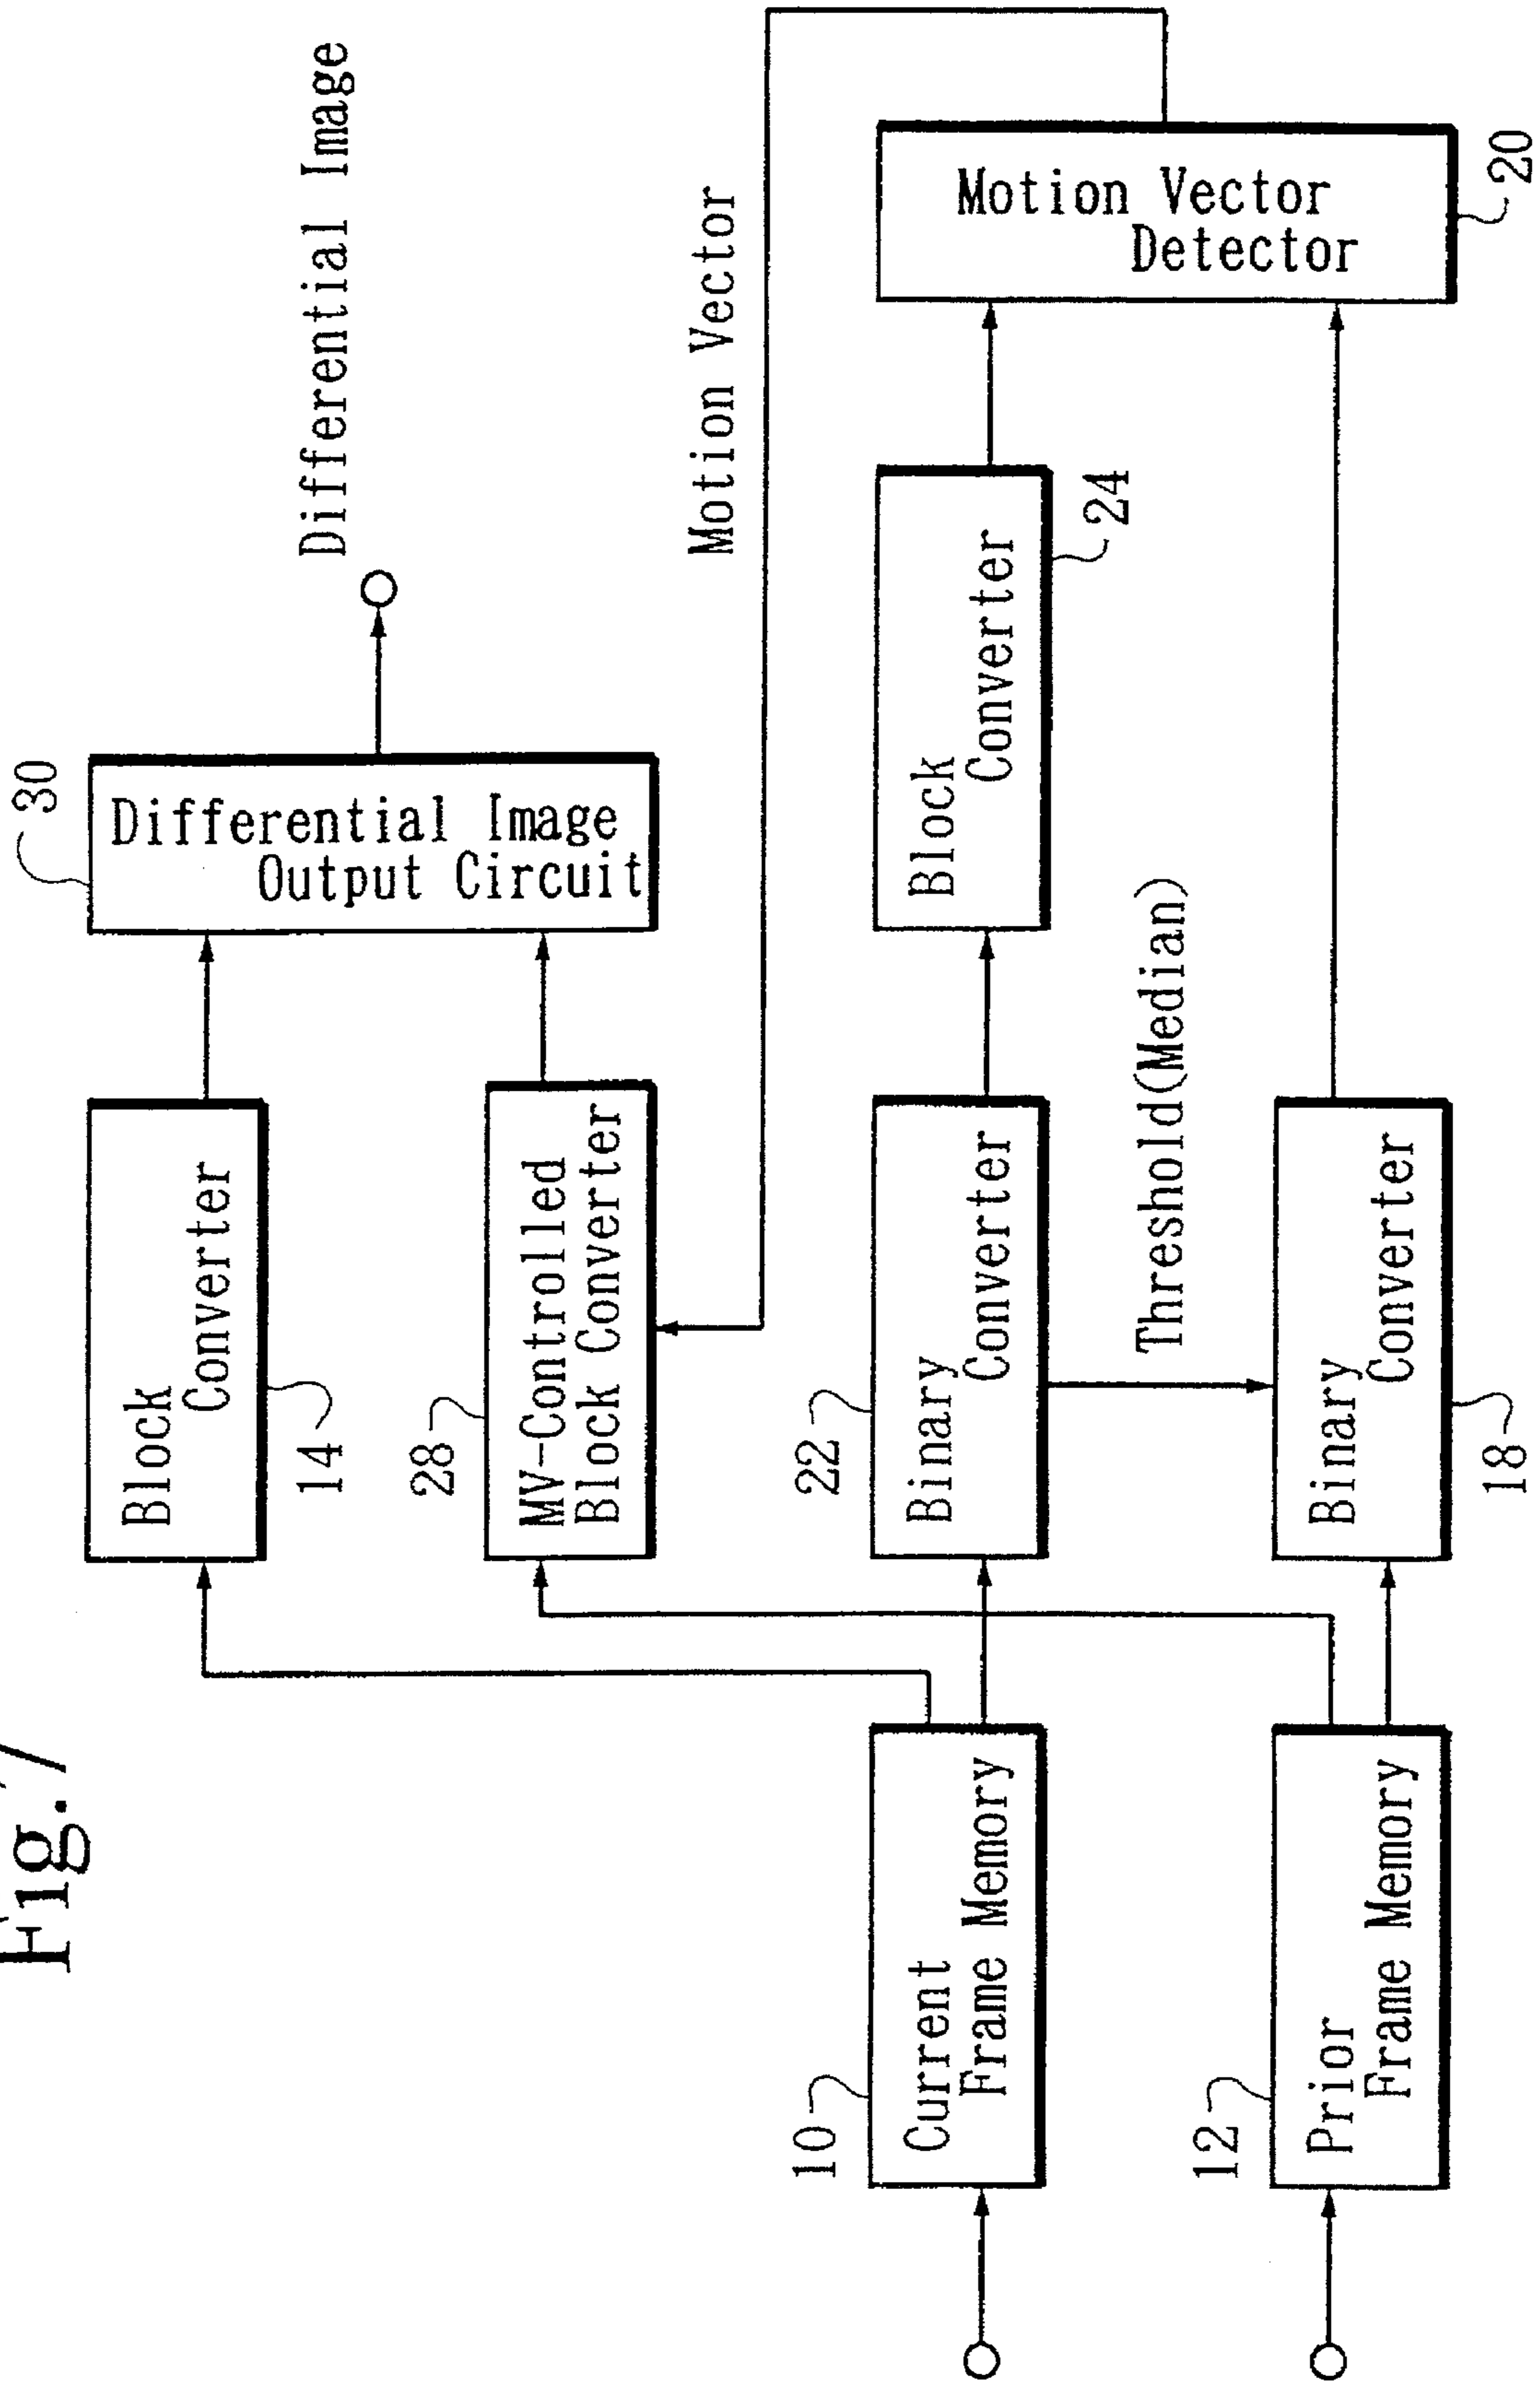 Fig.7
30
Differential Image
Output Circuit
Differential Image
Block
Converter
14
28
MV-Controlled
Block Converter
Motion Vector
10
Current
Frame Memory
22
Binary
Converter
Block
Converter
24
Motion Vector
Detector
20
Threshold(Median)
12
Prior
Frame Memory
Binary
Converter
18